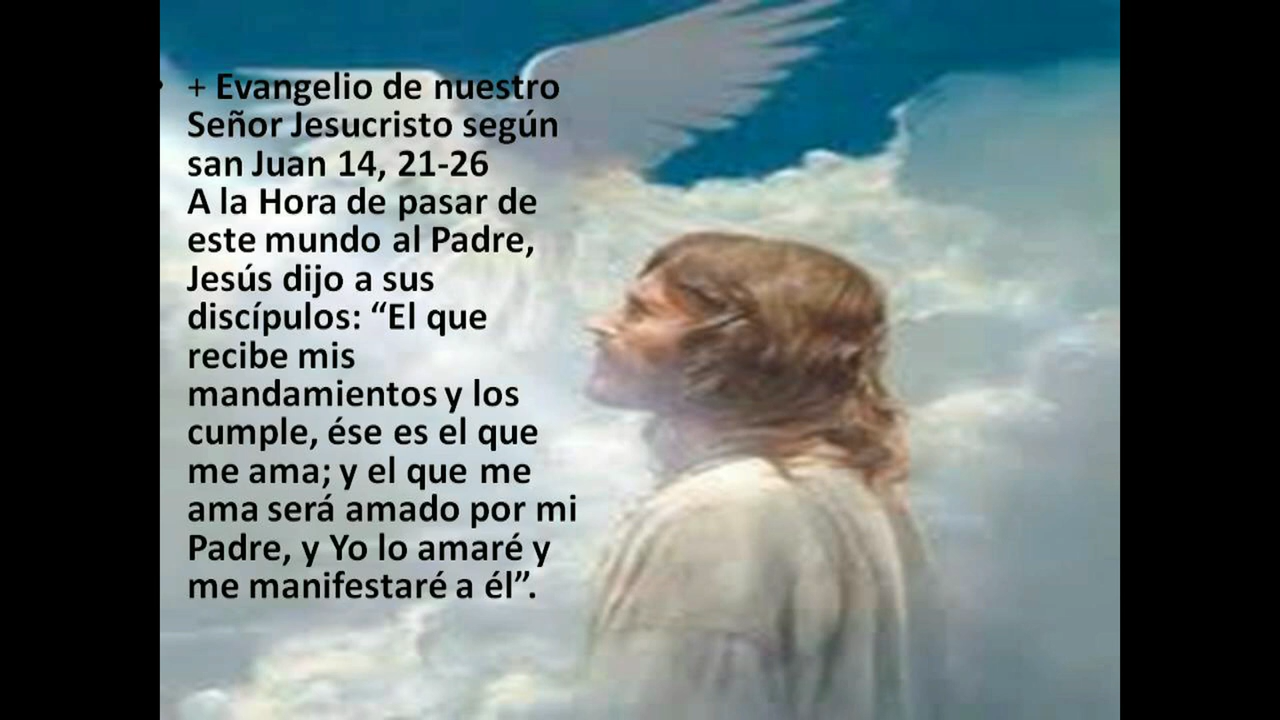 • + Evangelio de nuestro
Señor Jesucristo según
san Juan 14, 21-26
A la Hora de pasar de
este mundo al Padre,
Jesús dijo a sus
discípulos: “El que
recibe mis
mandamientos y los
cumple, ése es el que
me ama; y el que me
ama será amado por mi
Padre, y Yo lo amaré y
me manifestaré a él”.